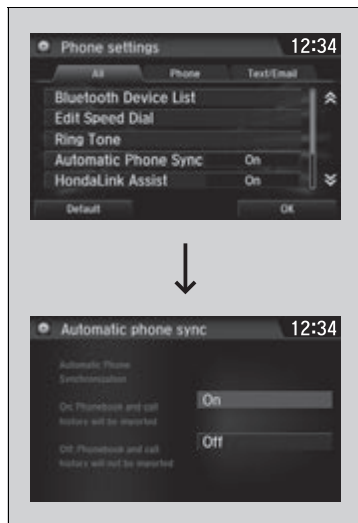 Phone settings 12:34
All Phone Text/Email
Bluetooth Device List
Edit Speed Dial
Ring Tone
Automatic Phone Sync On
HondaLink Assist On
Default OK
Automatic phone sync 12:34
Automatic Phone
Synchronization
On: Phonebook and call
history will be imported
Off: Phonebook and call
history will not be imported
On
Off